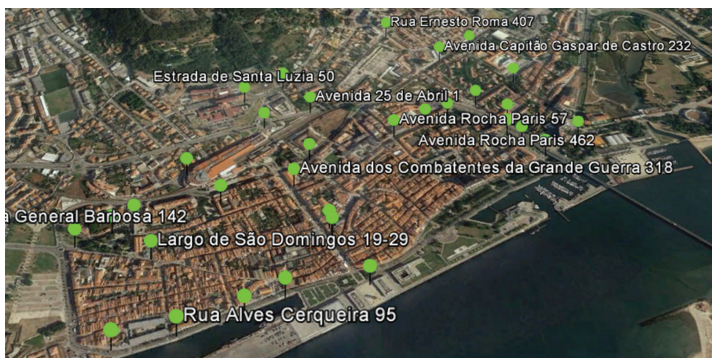 Rua Ernesto Roma 407
Avenida Capitão Gaspar de Castro 232
Estrada de Santa Luzia 50
Avenida 25 de Abril 1
Avenida Rocha Paris 57
Avenida Rocha Paris 462
Avenida dos Combatentes da Grande Guerra 318
a General Barbosa 142
Largo de São Domingos 19-29
Rua Alves Cerqueira 95